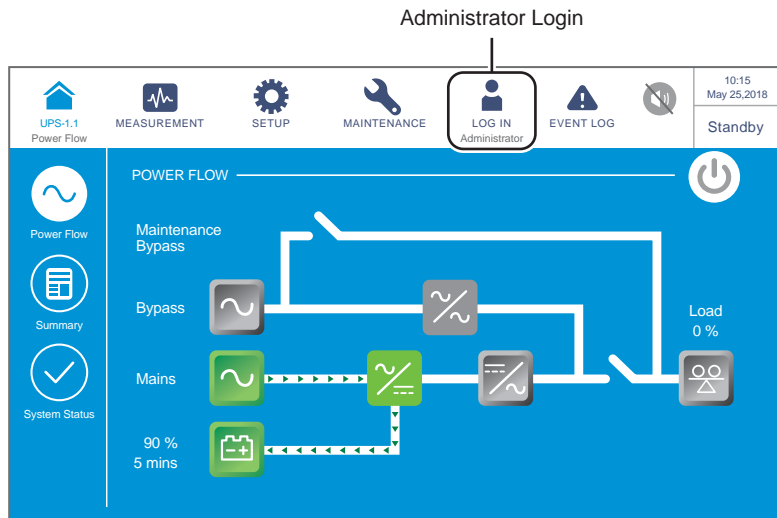 Administrator Login
UPS-1.1
Power Flow
MEASUREMENT
SETUP
MAINTENANCE
LOG IN
Administrator
EVENT LOG
10:15
May 25,2018
Standby
POWER FLOW
Power Flow
Summary
System Status
Maintenance
Bypass
Bypass
Load
0 %
Mains
90 %
5 mins